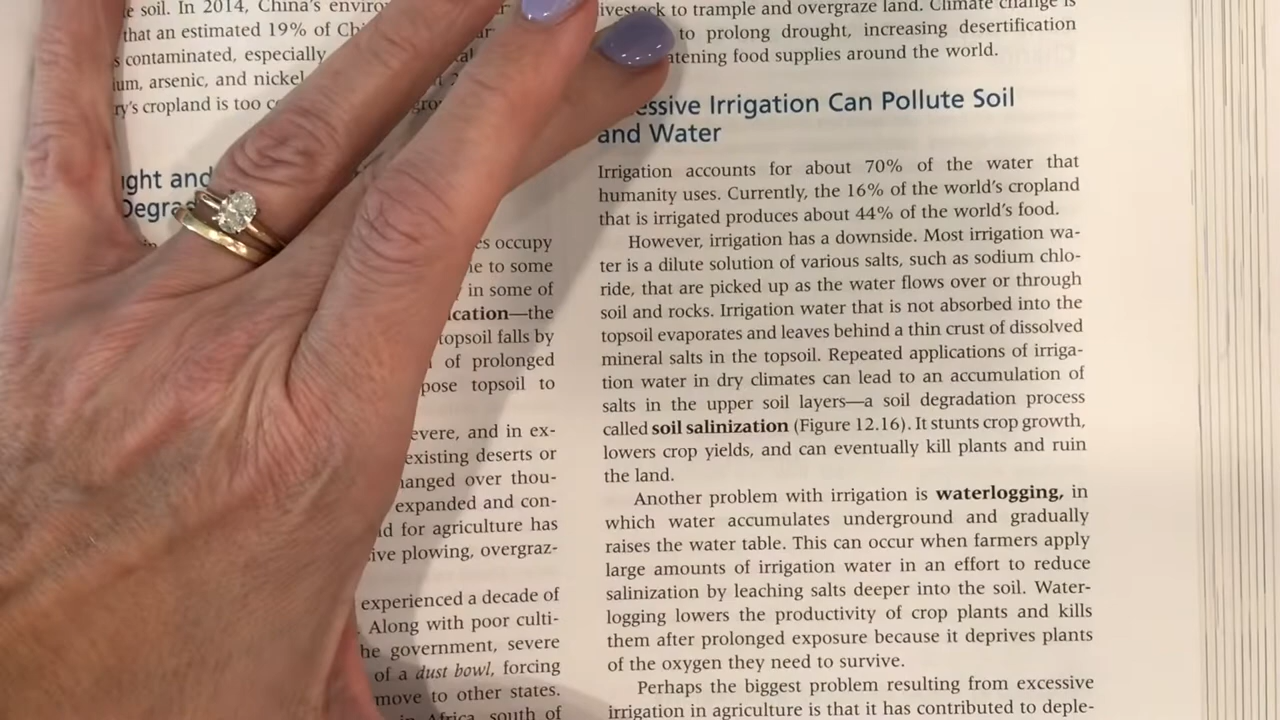 soil. In 2014, China's
that an estimated 19% of
contaminated, especially
arsenic, and nickel
cropland is too
and
occupy
to some
in some of
—the
topsoil falls by
of prolonged
topsoil to
and in ex-
existing deserts or
over thou-
expanded and con-
for agriculture has
plowing, overgraz-
experienced a decade of
Along with poor culti-
government, severe
of a dust bowl, forcing
move to other states.
south of
to trample and overgraze land. Climate change is
to prolong drought, increasing desertification
food supplies around the world.
Irrigation Can Pollute Soil
and Water
Irrigation accounts for about 70% of the water that
humanity uses. Currently, the 16% of the world's cropland
that is irrigated produces about 44% of the world's food.
However, irrigation has a downside. Most irrigation wa-
ter is a dilute solution of various salts, such as sodium chlo-
ride, that are picked up as the water flows over or through
soil and rocks. Irrigation water that is not absorbed into the
topsoil evaporates and leaves behind a thin crust of dissolved
mineral salts in the topsoil. Repeated applications of irriga-
tion water in dry climates can lead to an accumulation of
salts in the upper soil layers—a soil degradation process
called soil salinization (Figure 12.16). It stunts crop growth,
lowers crop yields, and can eventually kill plants and ruin
the land.
Another problem with irrigation is waterlogging, in
which water accumulates underground and gradually
raises the water table. This can occur when farmers apply
large amounts of irrigation water in an effort to reduce
salinization by leaching salts deeper into the soil. Water-
logging lowers the productivity of crop plants and kills
them after prolonged exposure because it deprives plants
of the oxygen they need to survive.
Perhaps the biggest problem resulting from excessive
irrigation in agriculture is that it has contributed to deple-